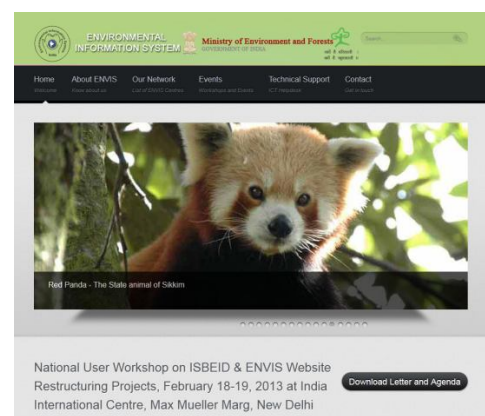 ENVIRONMENTAL
INFORMATION SYSTEM
Ministry of Environment and Forests
GOVERNMENT OF INDIA
Search...
Home
About ENVIS
Our Network
Events
Technical Support
Contact
Welcome
Know about us
List of ENVIS Centres
Workshops and Events
ICT Helpdesk
Get in touch
Red Panda - The State animal of Sikkim
National User Workshop on ISBEID & ENVIS Website
Restructuring Projects, February 18-19, 2013 at India
International Centre, Max Mueller Marg, New Delhi
Download Letter and Agenda